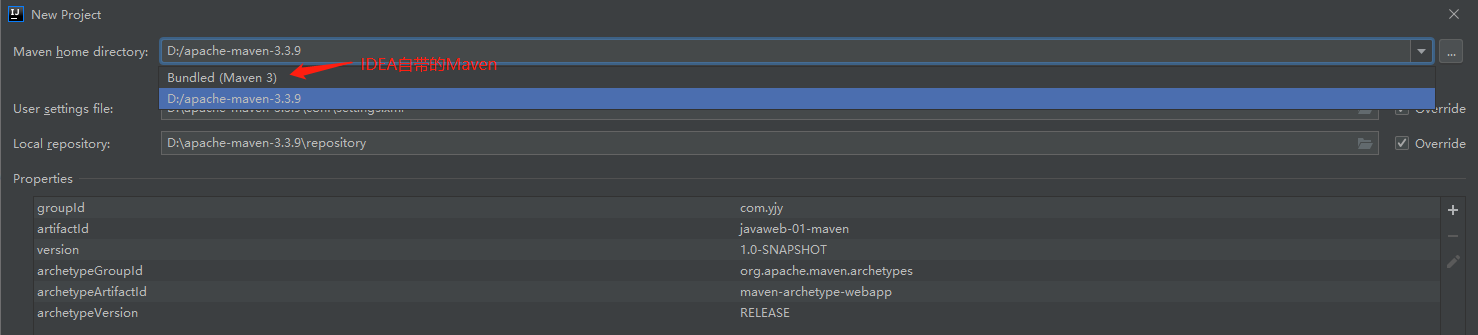 New Project
Maven home directory: D:/apache-maven-3.3.9 ...
Bundled (Maven 3) IDEA自带的Maven
D:/apache-maven-3.3.9
User settings file: Override
Local repository: D:\apache-maven-3.3.9\repository Override
Properties
groupId com.yjy
artifactId javaweb-01-maven
version 1.0-SNAPSHOT
archetypeGroupId org.apache.maven.archetypes
archetypeArtifactId maven-archetype-webapp
archetypeVersion RELEASE